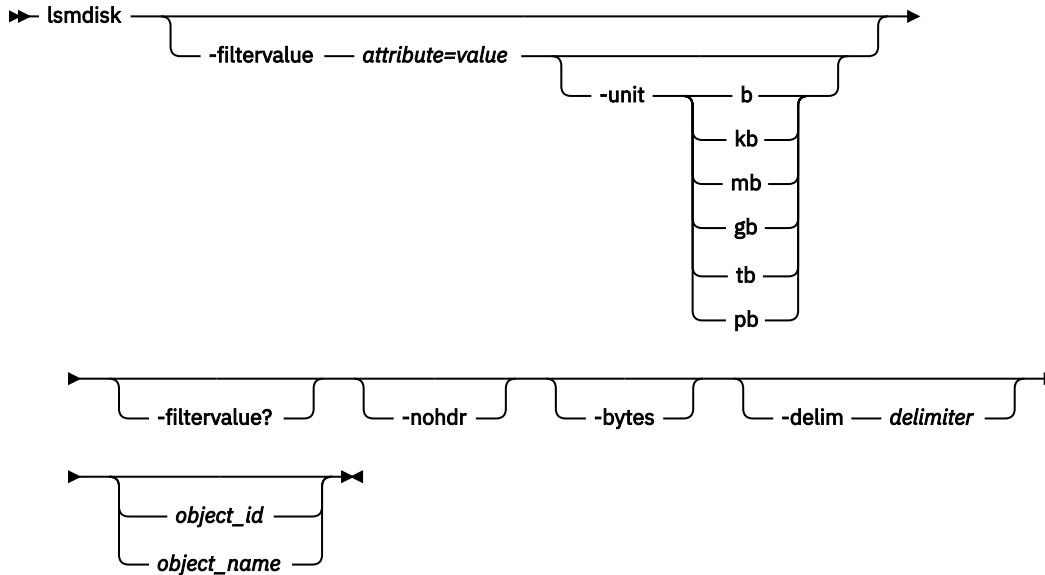 lsmdisk
-filtervalue attribute=value
-unit b
kb
mb
gb
tb
pb
-filtervalue? -nohdr -bytes -delim delimiter
object_id
object_name